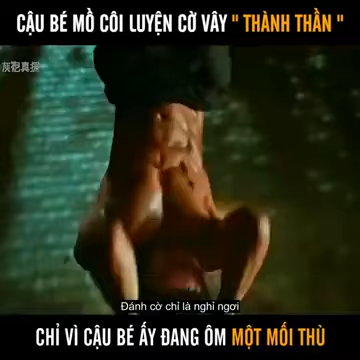 CẬU BÉ MỒ CÔI LUYỆN CỜ VÂY " THÀNH THẦN "
Đánh cờ chỉ là nghỉ ngơi
CHỈ VÌ CẬU BÉ ẤY ĐANG ÔM MỘT MỐI THÙ